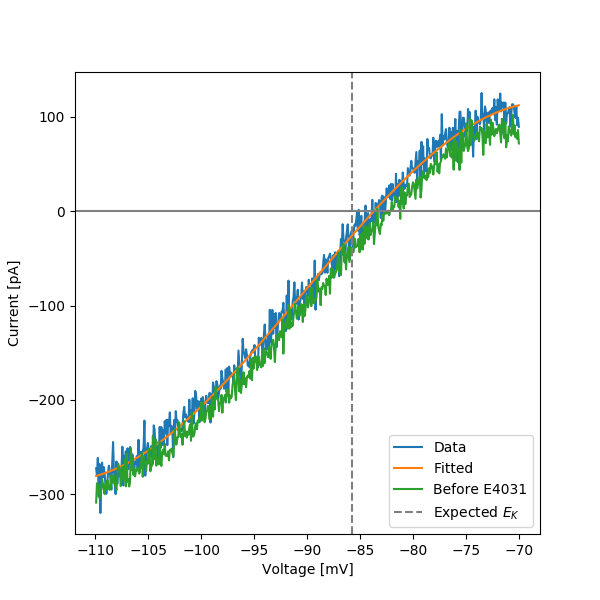 100
0
−100
−200
−300
Current [pA]
Data
Fitted
Before E4031
Expected $E_K$
−110 −105 −100 −95 −90 −85 −80 −75 −70
Voltage [mV]